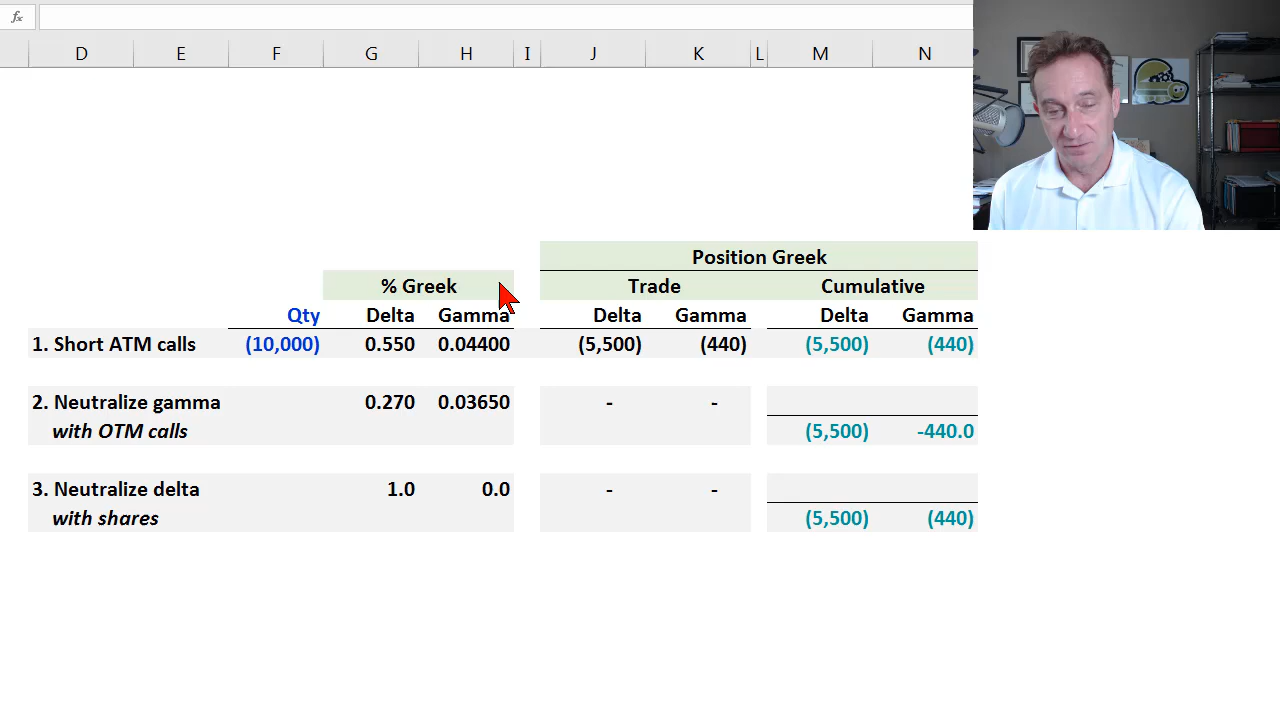 fx
D E F G H I J K L M N
Position Greek
% Greek Trade Cumulative
Qty Delta Gamma Delta Gamma Delta Gamma
1. Short ATM calls (10,000) 0.550 0.04400 (5,500) (440) (5,500) (440)
2. Neutralize gamma 0.270 0.03650 - -
with OTM calls (5,500) -440.0
3. Neutralize delta 1.0 0.0 - -
with shares (5,500) (440)